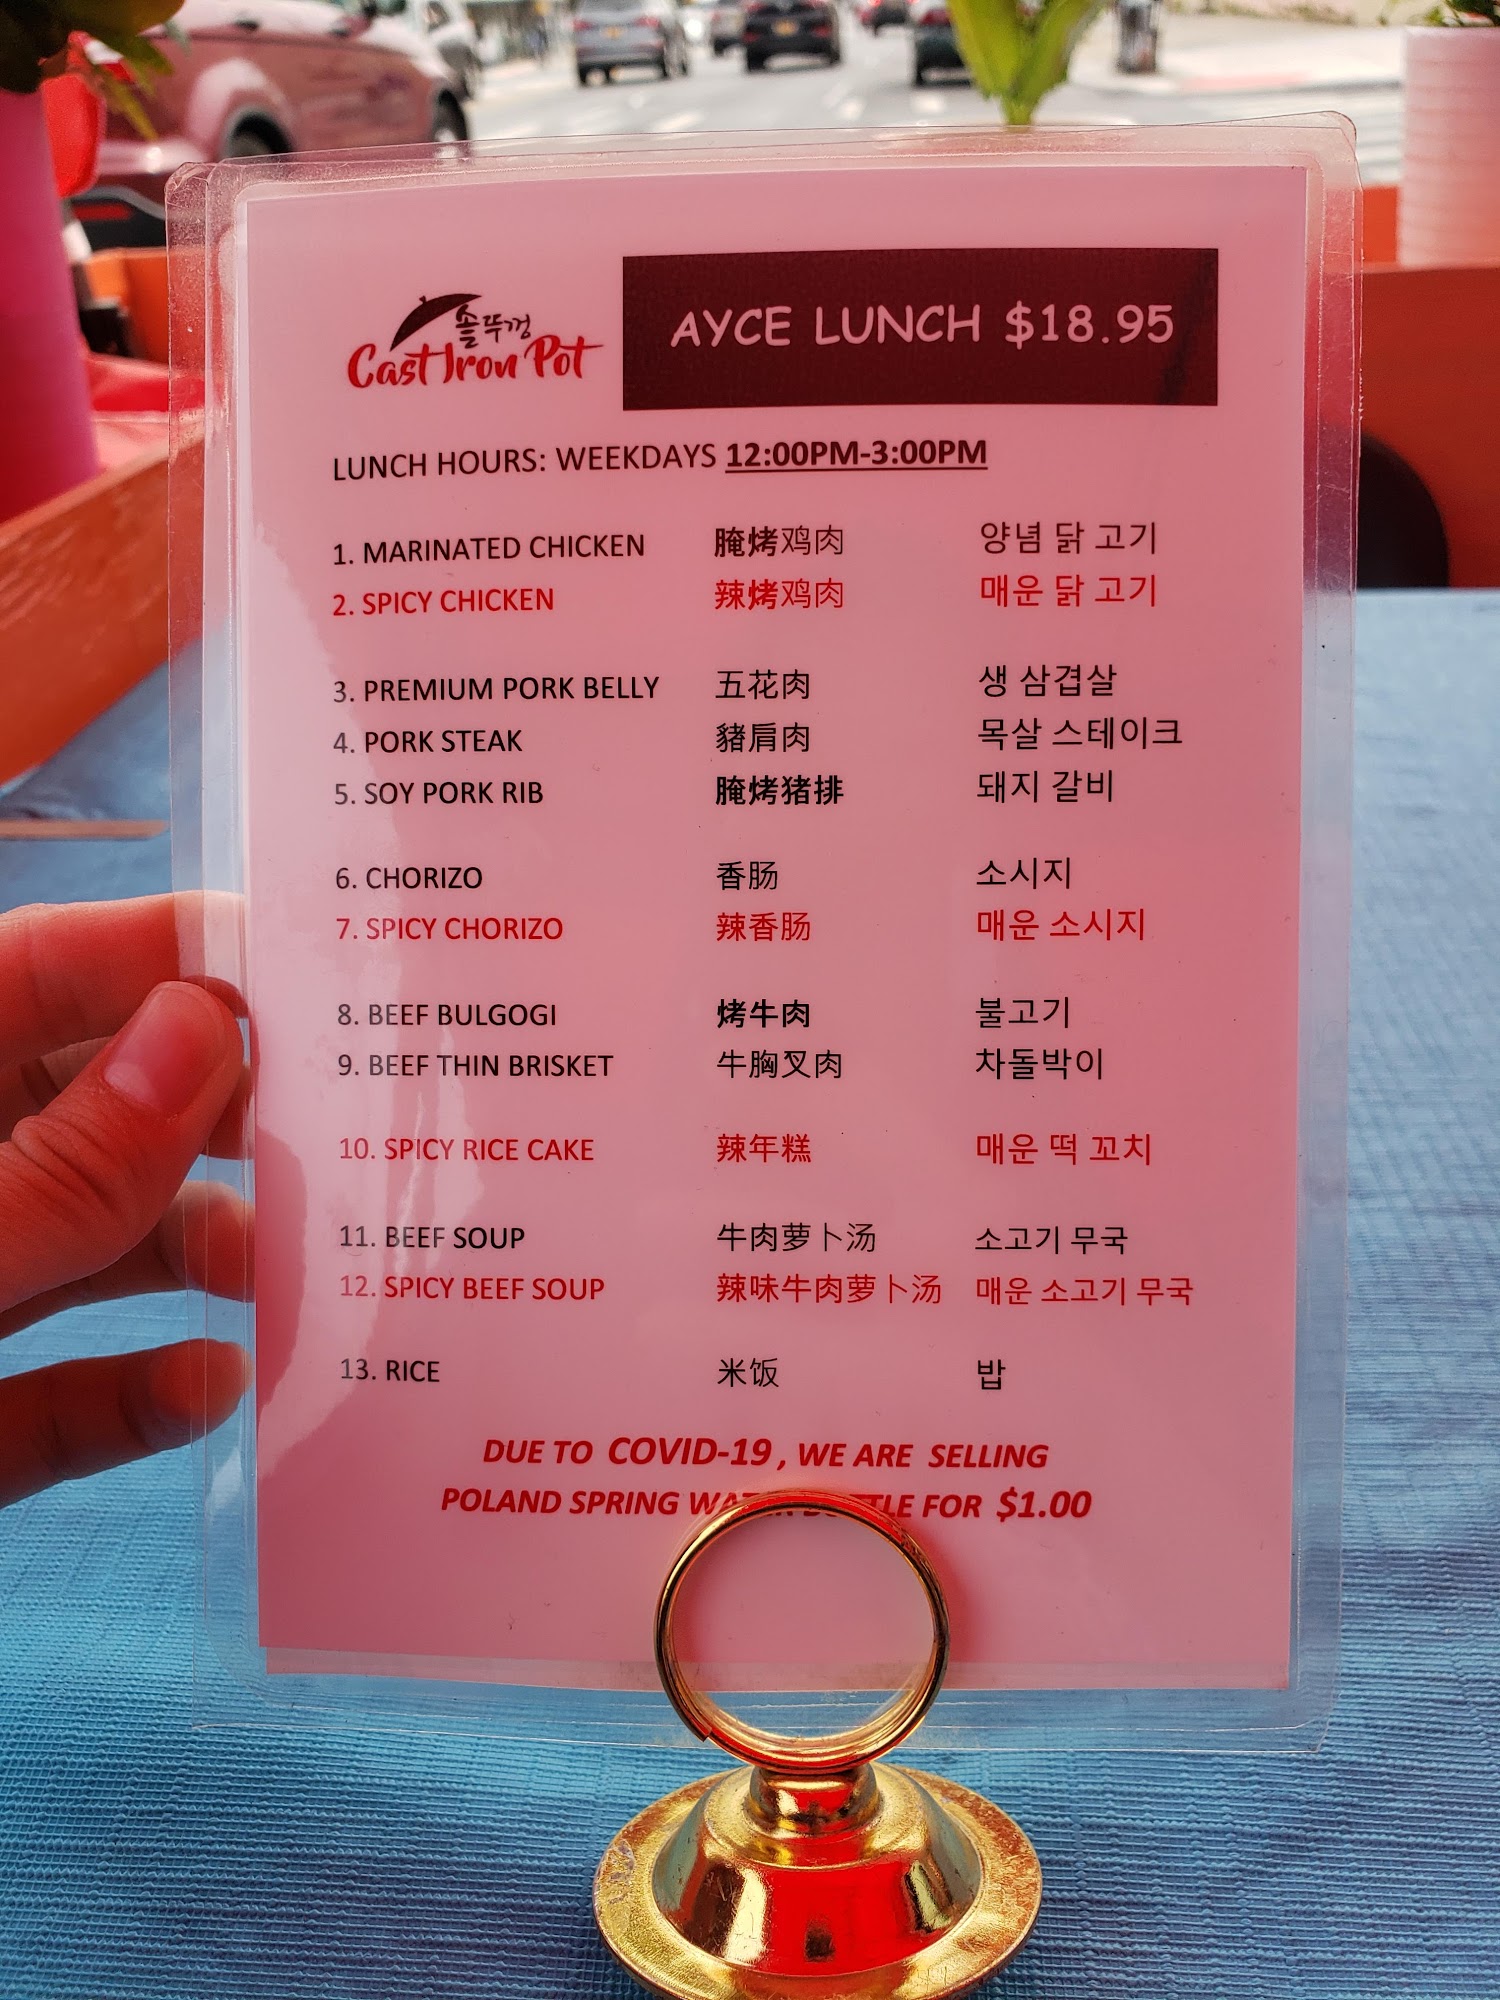 솥뚜껑
Cast Iron Pot
AYCE LUNCH $18.95
LUNCH HOURS: WEEKDAYS 12:00PM-3:00PM
1. MARINATED CHICKEN 腌烤鸡肉 양념 닭 고기
2. SPICY CHICKEN 辣烤鸡肉 매운 닭 고기
3. PREMIUM PORK BELLY 五花肉 생 삼겹살
4. PORK STEAK 豬肩肉 목살 스테이크
5. SOY PORK RIB 腌烤猪排 돼지 갈비
6. CHORIZO 香肠 소시지
7. SPICY CHORIZO 辣香肠 매운 소시지
8. BEEF BULGOGI 烤牛肉 불고기
9. BEEF THIN BRISKET 牛胸叉肉 차돌박이
10. SPICY RICE CAKE 辣年糕 매운 떡 꼬치
11. BEEF SOUP 牛肉萝卜汤 소고기 무국
12. SPICY BEEF SOUP 辣味牛肉萝卜汤 매운 소고기 무국
13. RICE 米饭 밥
DUE TO COVID-19 , WE ARE SELLING
POLAND SPRING WATER BOTTLE FOR $1.00